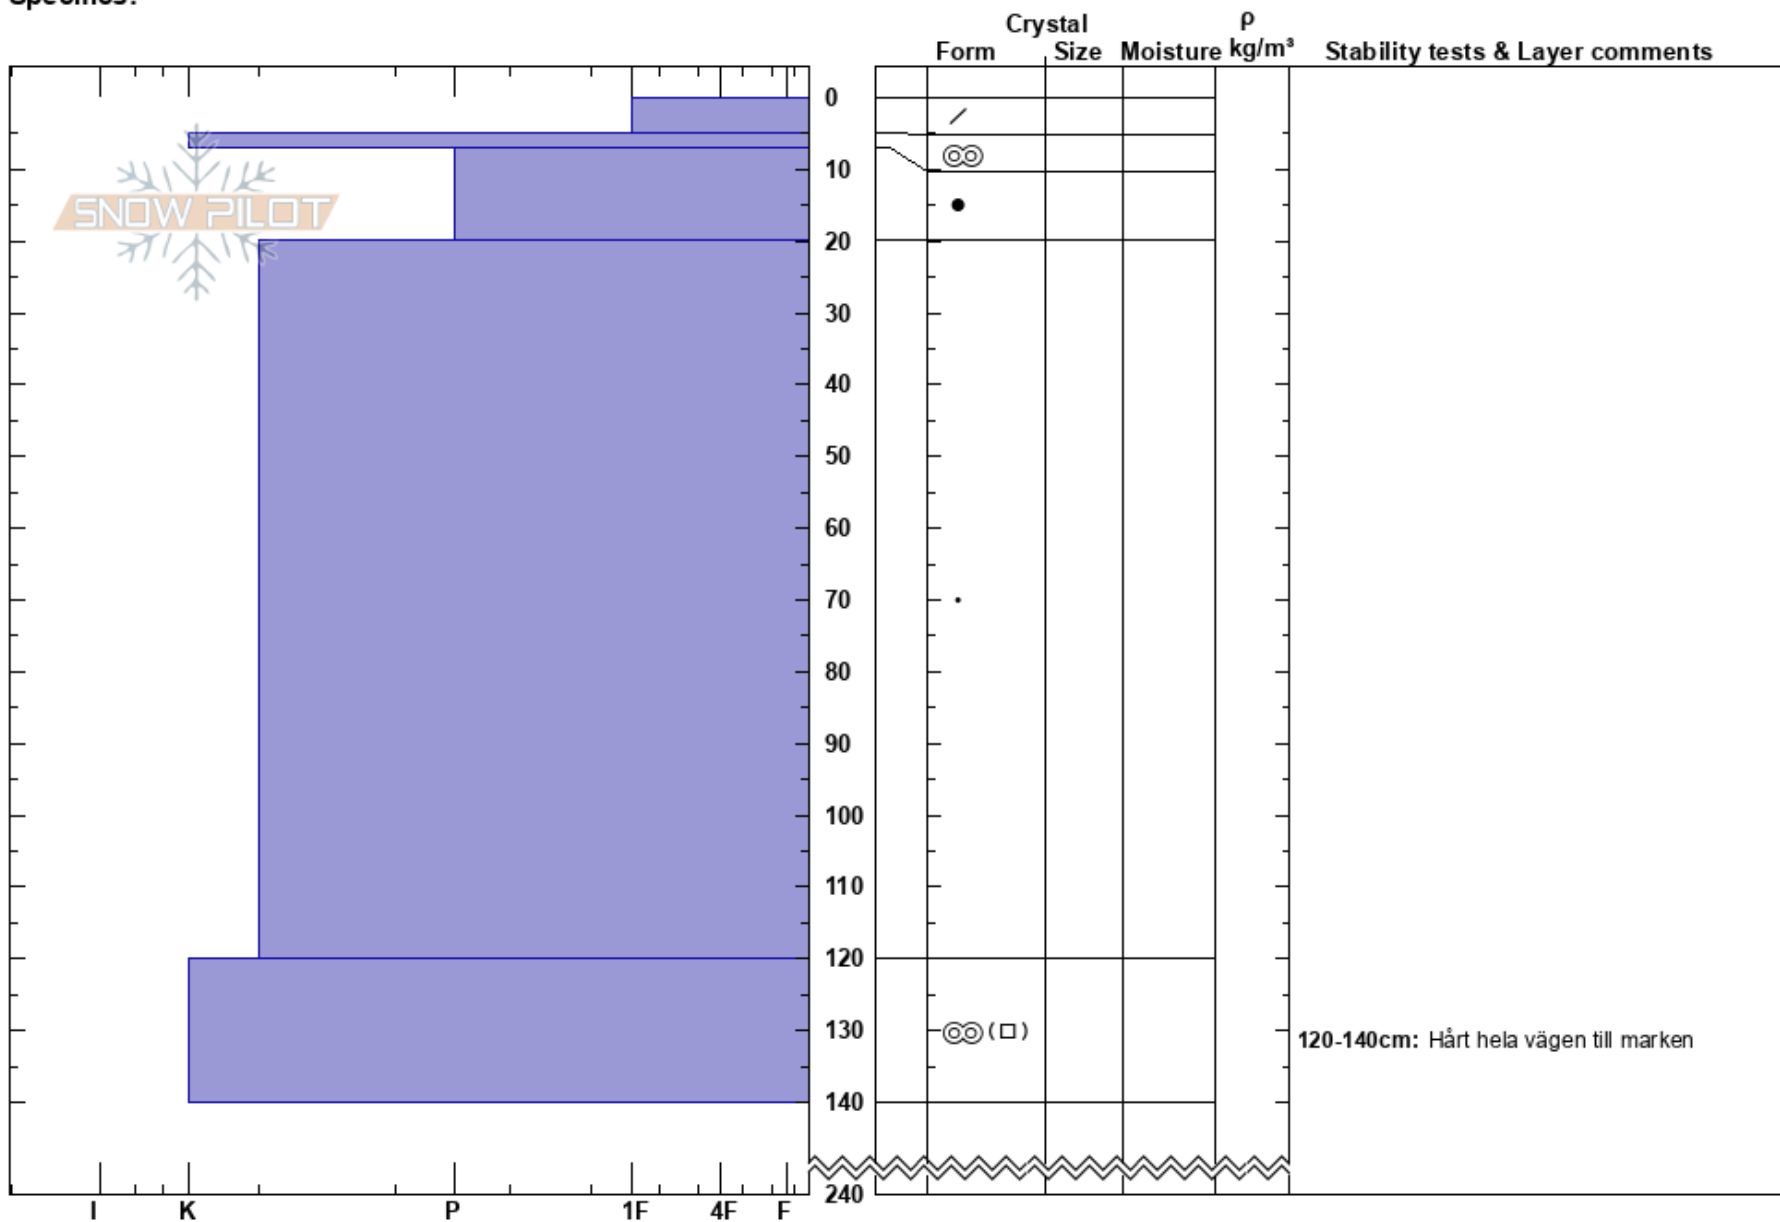 Specifics:
Crystal ρ
Form Size Moisture kg/m³ Stability tests & Layer comments
0
10
SNOW PILOT
20
30
40
50
60
70
80
90
100
110
120
130
120-140cm: Hårt hela vägen till marken
140
240
I K P 1F 4F F